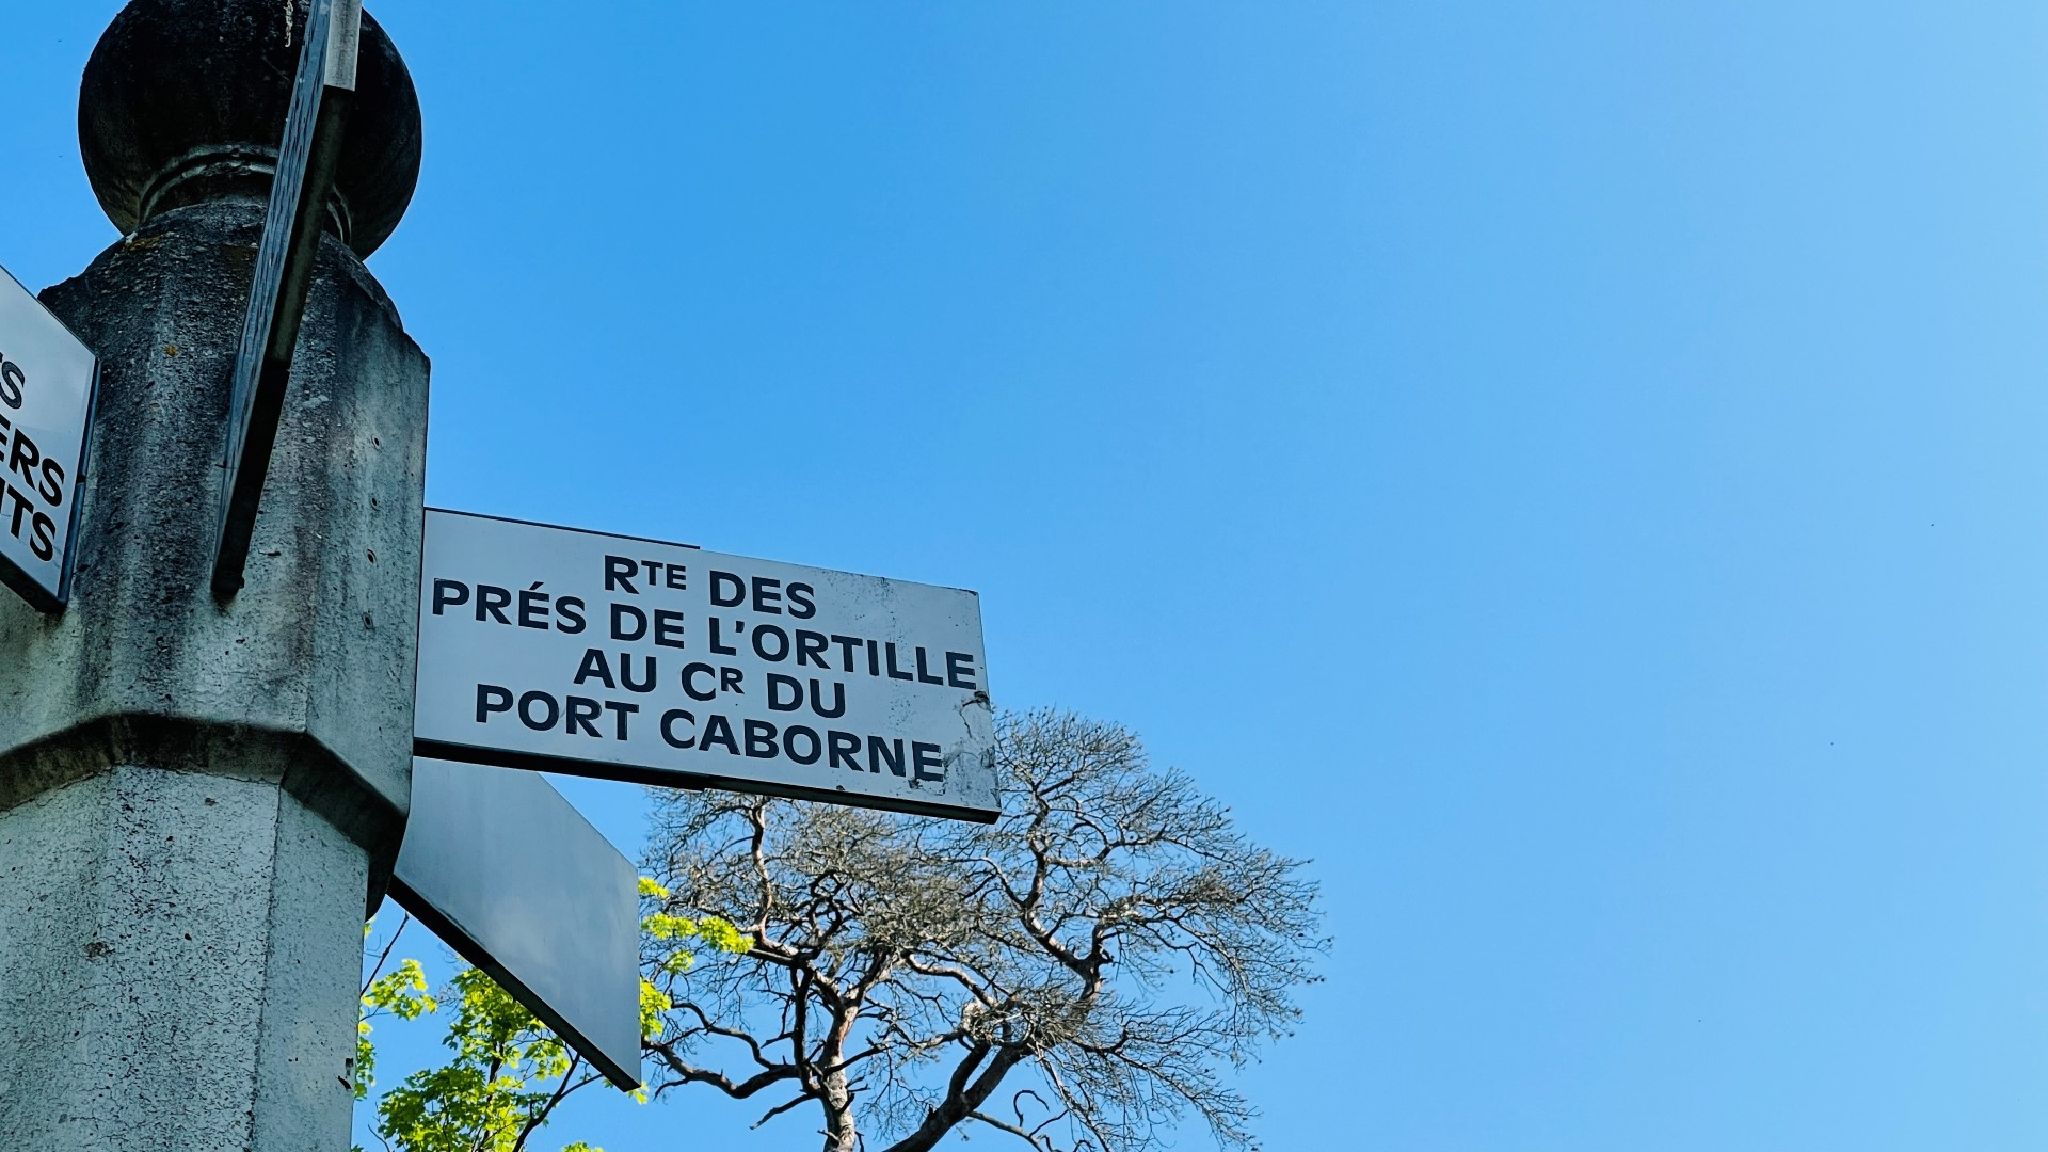 RTE DES
PRÉS DE L'ORTILLE
AU CR DU
PORT CABORNE